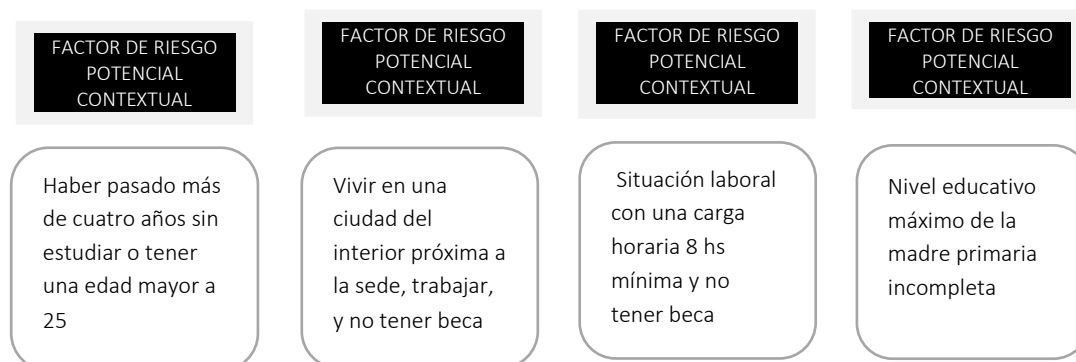 FACTOR DE RIESGO
POTENCIAL
CONTEXTUAL
Haber pasado más
de cuatro años sin
estudiar o tener
una edad mayor a
25
FACTOR DE RIESGO
POTENCIAL
CONTEXTUAL
Vivir en una
ciudad del
interior próxima a
la sede, trabajar,
y no tener beca
FACTOR DE RIESGO
POTENCIAL
CONTEXTUAL
Situación laboral
con una carga
horaria 8 hs
mínima y no
tener beca
FACTOR DE RIESGO
POTENCIAL
CONTEXTUAL
Nivel educativo
máximo de la
madre primaria
incompleta